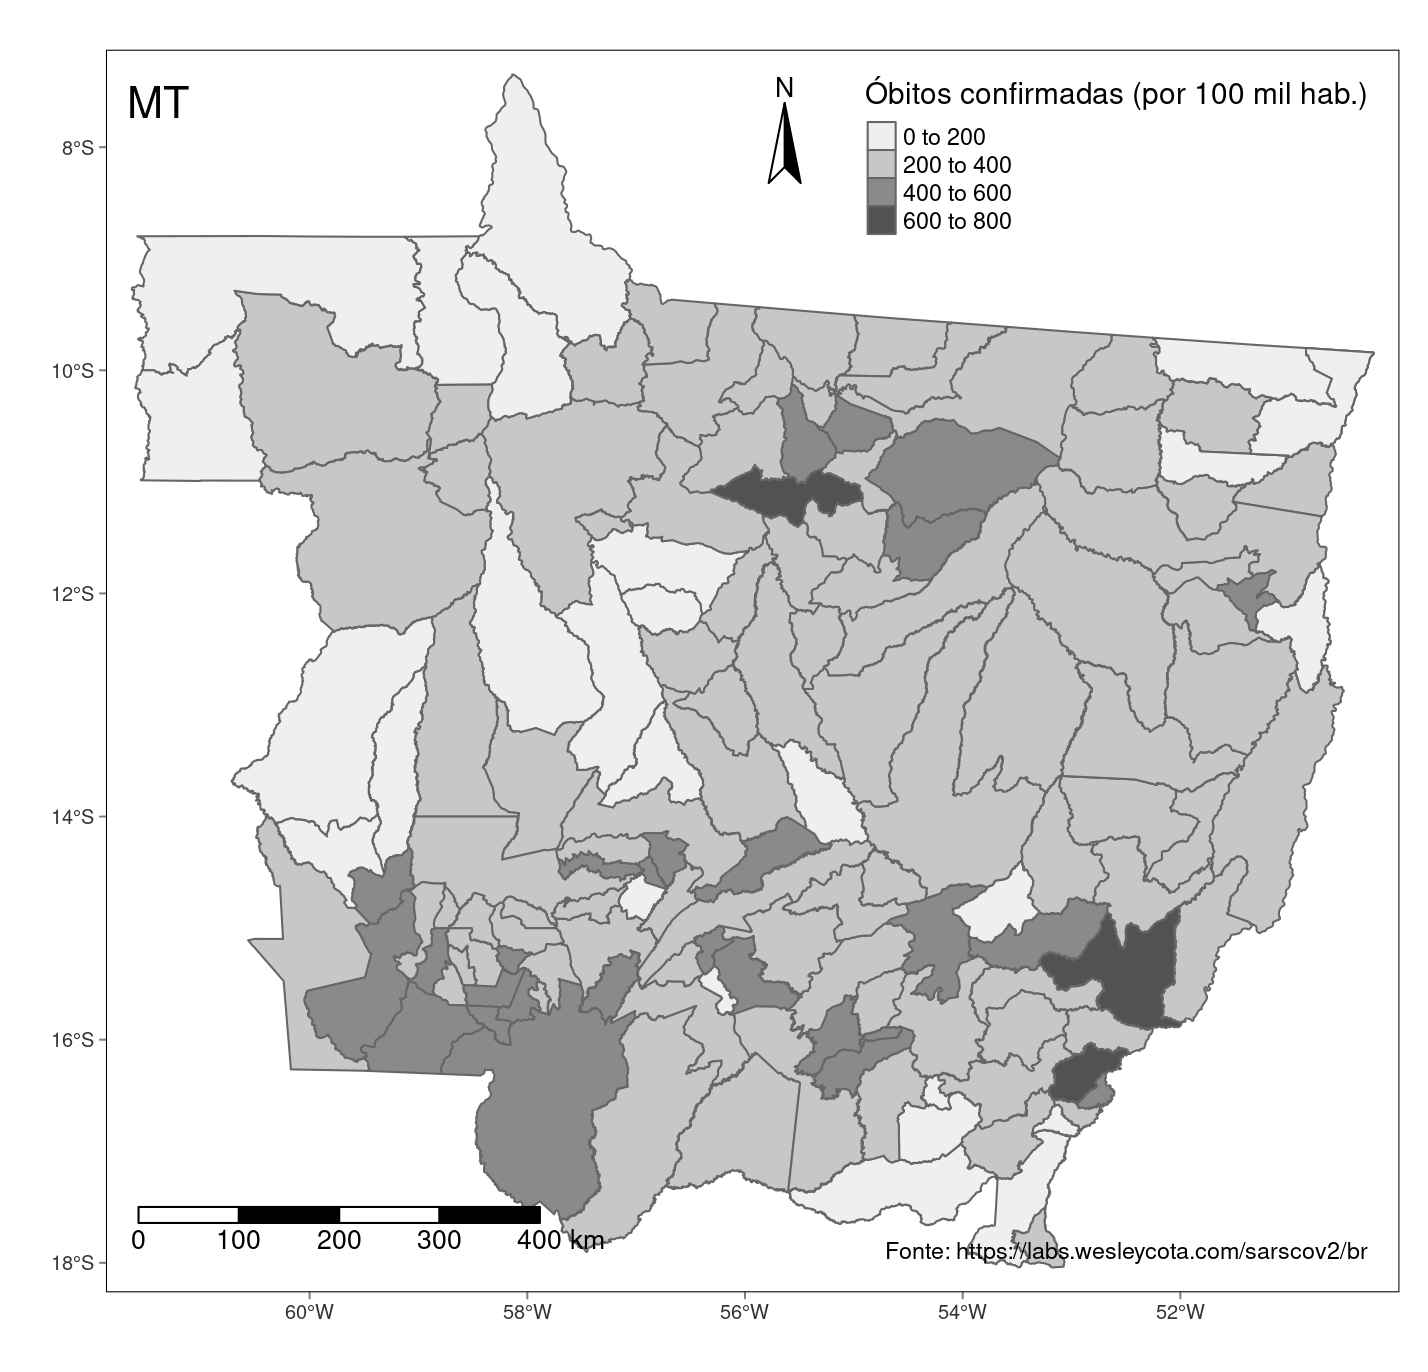 MT
N
Óbitos confirmadas (por 100 mil hab.)
0 to 200
200 to 400
400 to 600
600 to 800
8°S
10°S
12°S
14°S
16°S
18°S
0 100 200 300 400 km
Fonte: https://labs.wesleycota.com/sarscov2/br
60°W 58°W 56°W 54°W 52°W